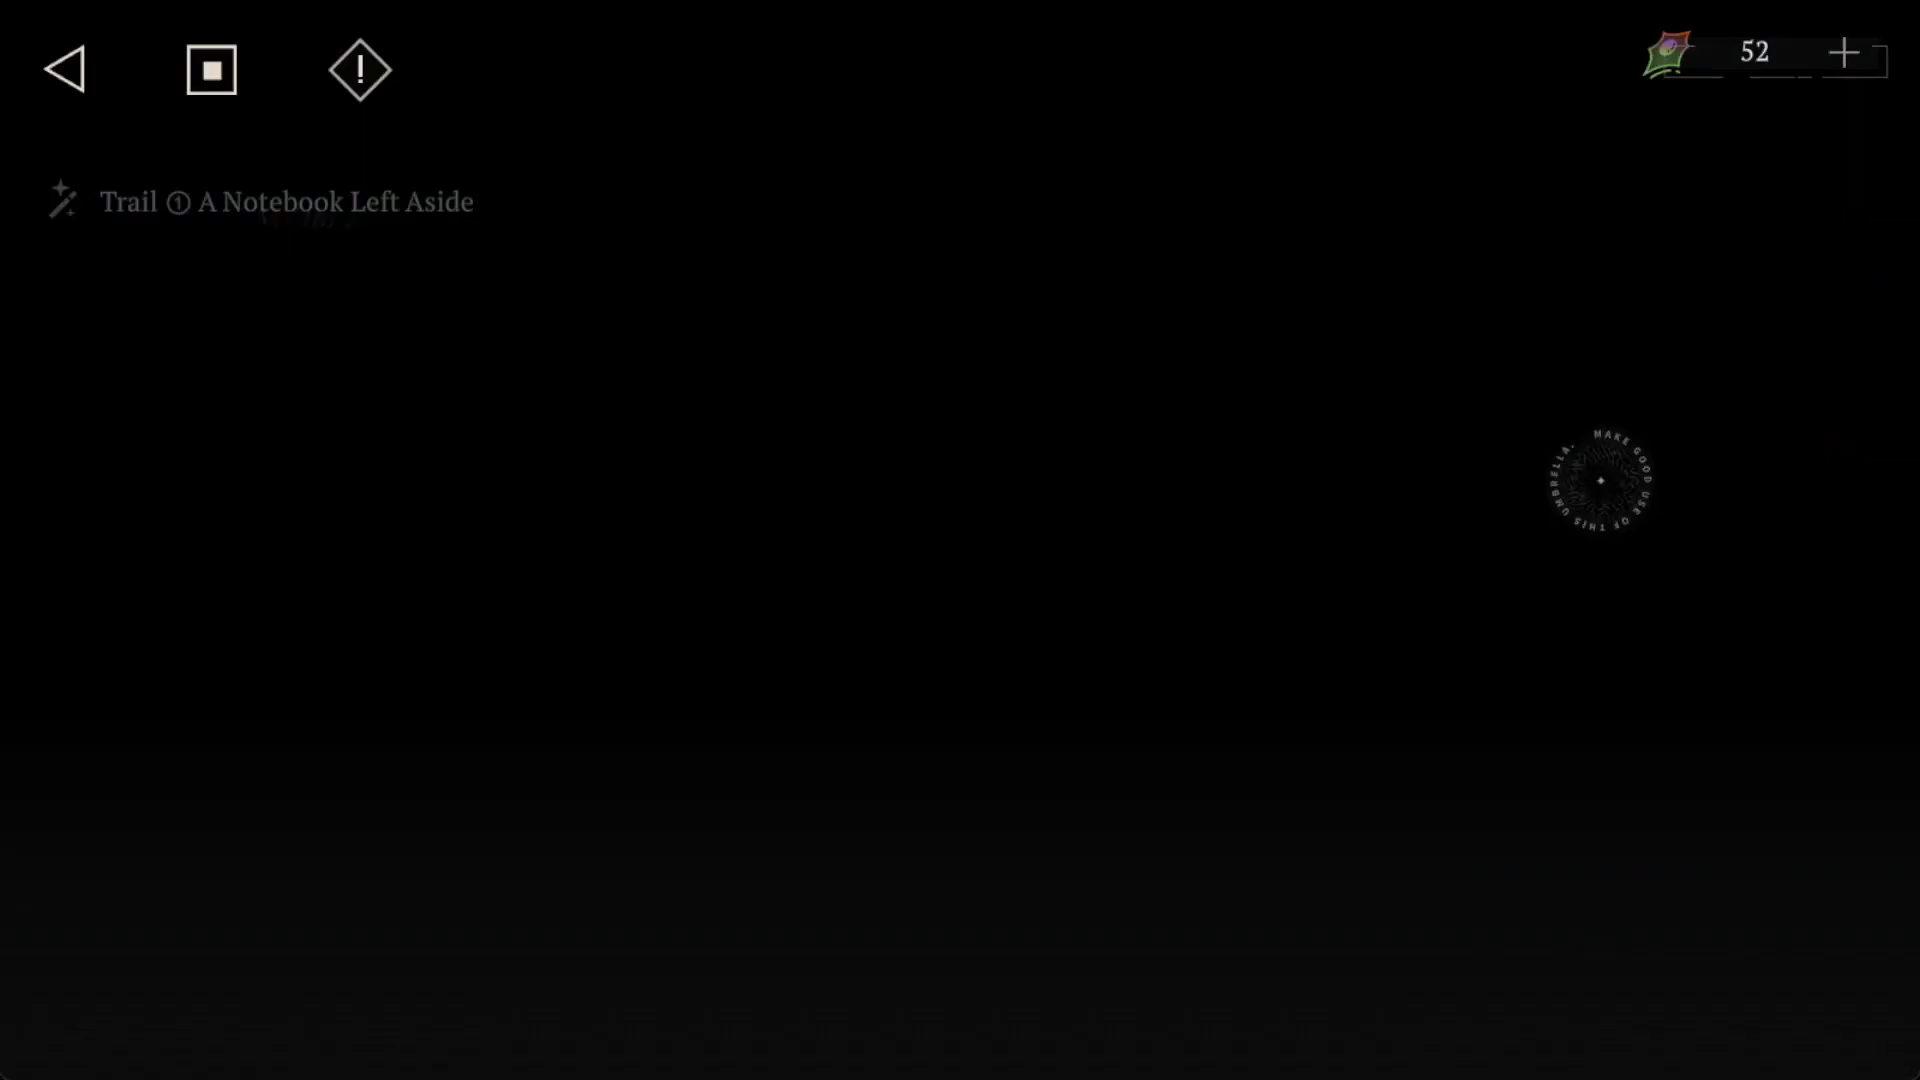 52
Trail ① A Notebook Left Aside
MAKE GOOD USE OF THIS UMBRELLA.